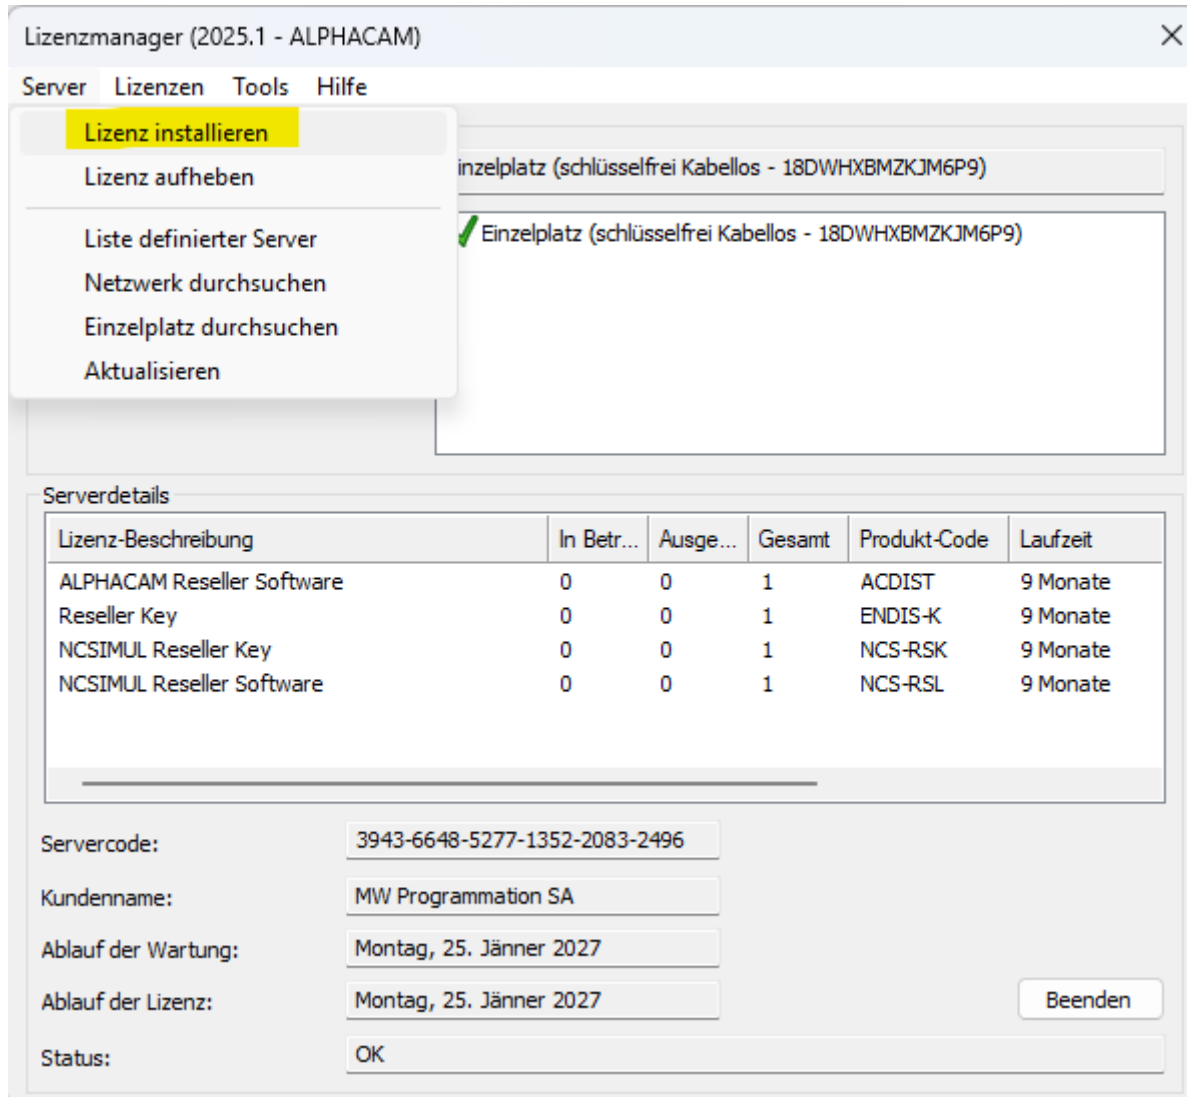 Lizenzmanager (2025.1 - ALPHACAM)
Server Lizenzen Tools Hilfe
Lizenz installieren
Lizenz aufheben
Liste definierter Server
Netzwerk durchsuchen
Einzelplatz durchsuchen
Aktualisieren
inzelplatz (schlüsselfrei Kabellos - 18DWHXBMZKJM6P9)
Einzelplatz (schlüsselfrei Kabellos - 18DWHXBMZKJM6P9)
Serverdetails
Lizenz-Beschreibung In Betr... Ausge... Gesamt Produkt-Code Laufzeit
ALPHACAM Reseller Software 0 0 1 ACDIST 9 Monate
Reseller Key 0 0 1 ENDIS-K 9 Monate
NCSIMUL Reseller Key 0 0 1 NCS-RSK 9 Monate
NCSIMUL Reseller Software 0 0 1 NCS-RSL 9 Monate
Servercode: 3943-6648-5277-1352-2083-2496
Kundenname: MW Programmation SA
Ablauf der Wartung: Montag, 25. Jänner 2027
Ablauf der Lizenz: Montag, 25. Jänner 2027
Beenden
Status: OK